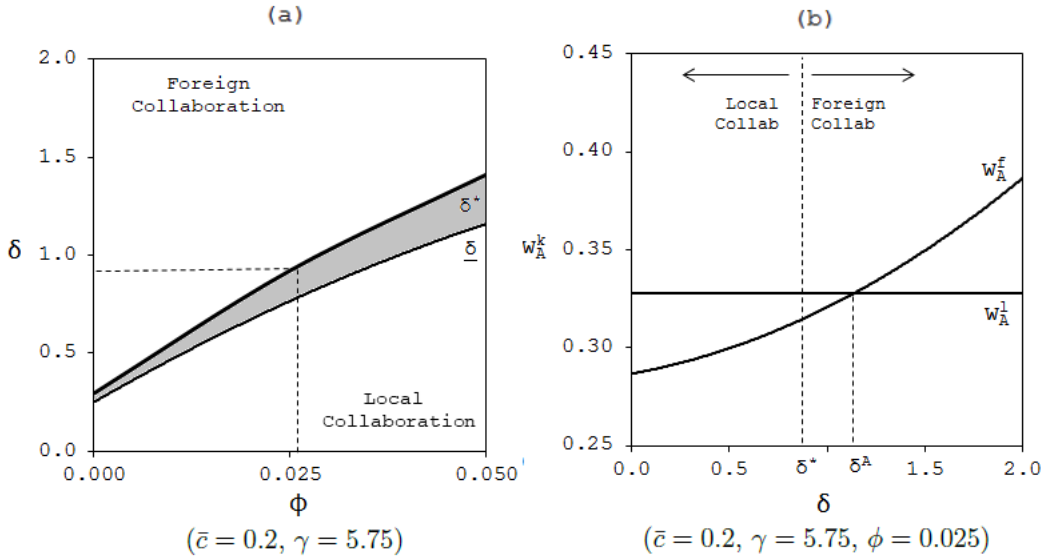 (a)
2.0
1.5
1.0
0.5
0.0
δ
Foreign
Collaboration
δ*
δ
Local
Collaboration
0.000
0.025
0.050
Φ
(c̄ = 0.2, γ = 5.75)
(b)
0.45
0.40
0.35
0.30
0.25
W_A^k
Local
Collab
Foreign
Collab
W_A^f
W_A^l
0.0
0.5
δ*
δ^A
1.5
2.0
δ
(c̄ = 0.2, γ = 5.75, ϕ = 0.025)